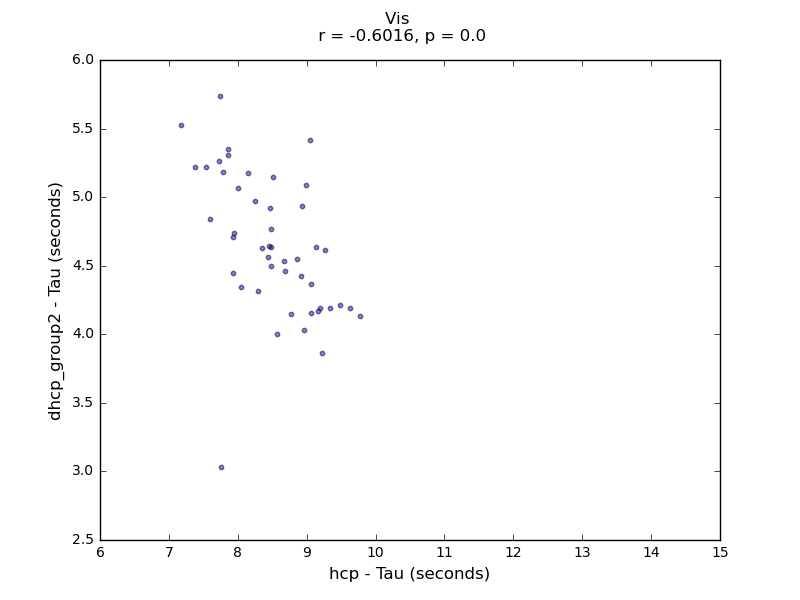 Vis
r = -0.6016, p = 0.0
6.0
5.5
5.0
4.5
4.0
3.5
3.0
2.5
dhcp_group2 - Tau (seconds)
6 7 8 9 10 11 12 13 14 15
hcp - Tau (seconds)